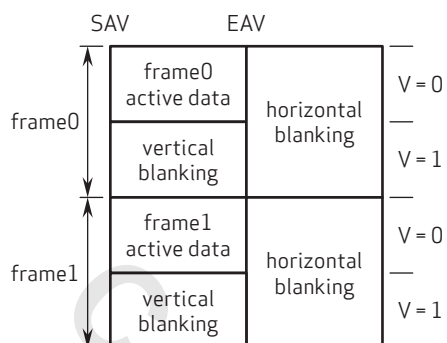 SAV EAV
frame0
active data
V = 0
horizontal
blanking
frame0
vertical
blanking
V = 1
frame1
active data
V = 0
horizontal
blanking
frame1
vertical
blanking
V = 1